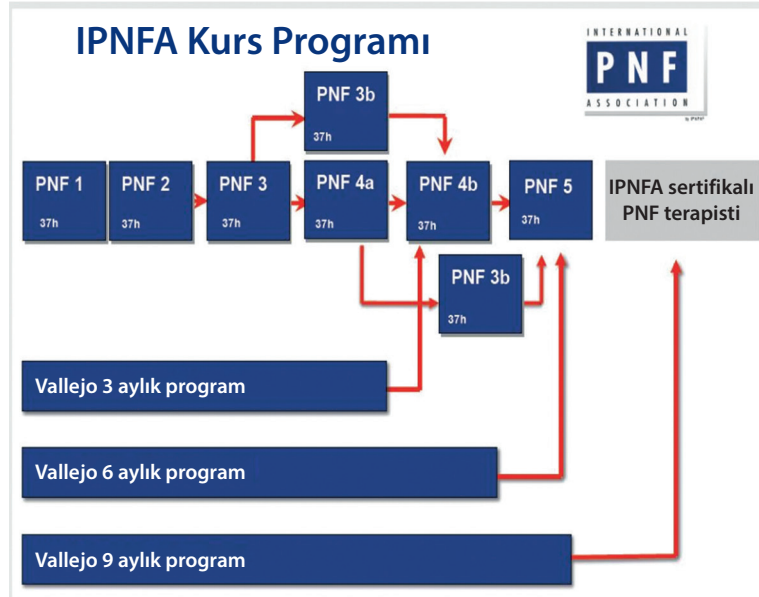 IPNFA Kurs Programı
INTERNATIONAL
PNF
ASSOCIATION
PNF 3b
37h
PNF 1
37h
PNF 2
37h
PNF 3
37h
PNF 4a
37h
PNF 4b
37h
PNF 5
37h
IPNFA sertifikalı
PNF terapisti
PNF 3b
37h
Vallejo 3 aylık program
Vallejo 6 aylık program
Vallejo 9 aylık program